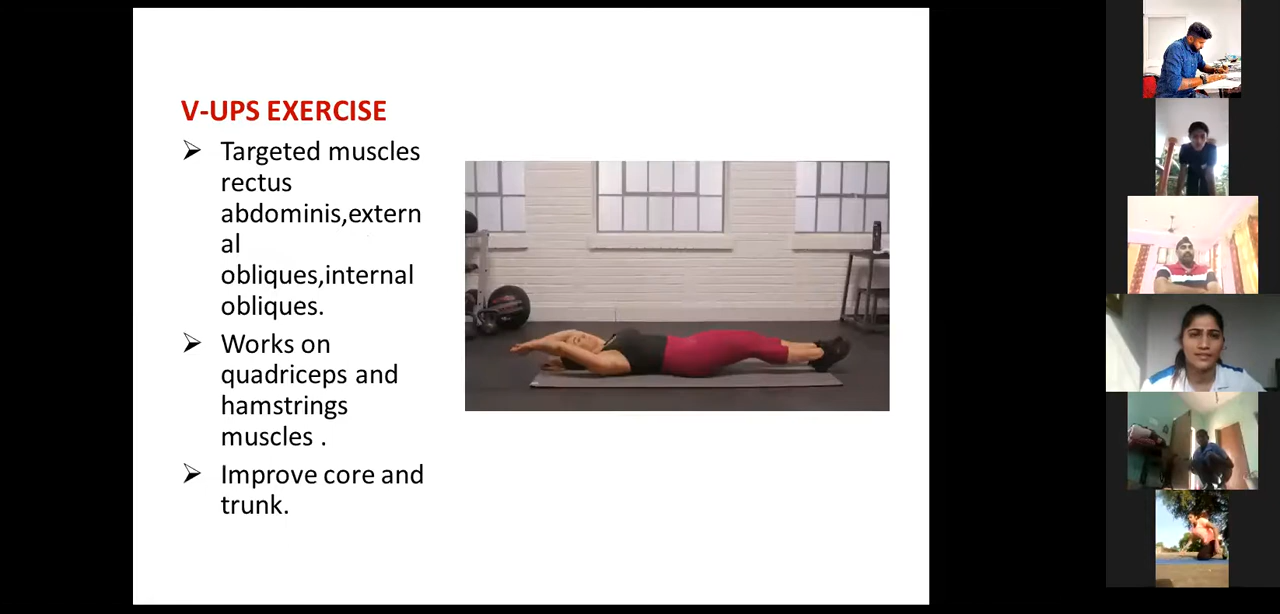 V-UPS EXERCISE
Targeted muscles
rectus
abdominis,extern
al
obliques,internal
obliques.
Works on
quadriceps and
hamstrings
muscles .
Improve core and
trunk.